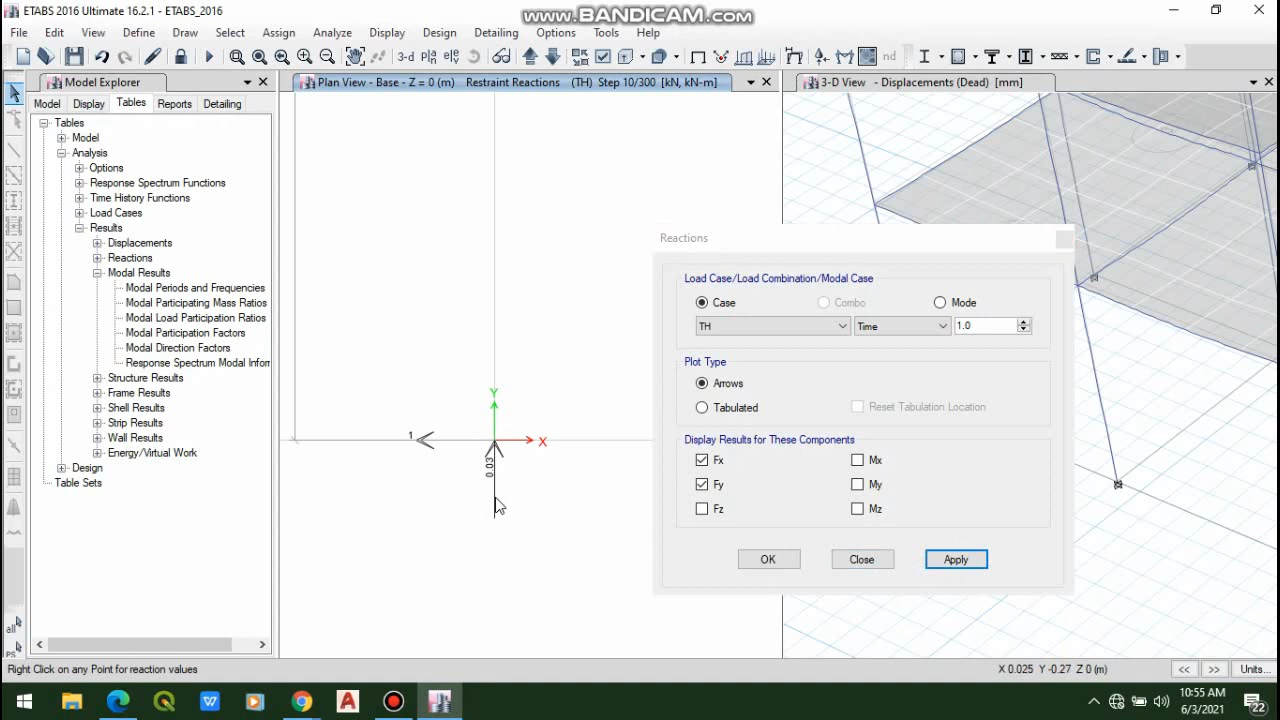 ETABS 2016 Ultimate 16.2.1 - ETABS_2016
www.BANDICAM.com
File Edit View Define Draw Select Assign Analyze Display Design Detailing Options Tools Help
3-d plạ elẹ nd
Model Explorer
Plan View - Base - Z = 0 (m) Restraint Reactions (TH) Step 10/300 [kN, kN-m]
3-D View - Displacements (Dead) [mm]
Model Display Tables Reports Detailing
Tables
Model
Analysis
Options
Response Spectrum Functions
Time History Functions
Load Cases
Results
Displacements
Reactions
Modal Results
Modal Periods and Frequencies
Modal Participating Mass Ratios
Modal Load Participation Ratios
Modal Participation Factors
Modal Direction Factors
Response Spectrum Modal Infor
Structure Results
Frame Results
Shell Results
Strip Results
Wall Results
Energy/Virtual Work
Design
Table Sets
Y
1
X
0.03
Reactions
Load Case/Load Combination/Modal Case
Case Combo Mode
TH Time 1.0
Plot Type
Arrows
Tabulated Reset Tabulation Location
Display Results for These Components
Fx Mx
Fy My
Fz Mz
OK Close Apply
all
ps
Right Click on any Point for reaction values
X 0.025 Y -0.27 Z 0 (m)
<< >> Units...
10:55 AM
6/3/2021
22